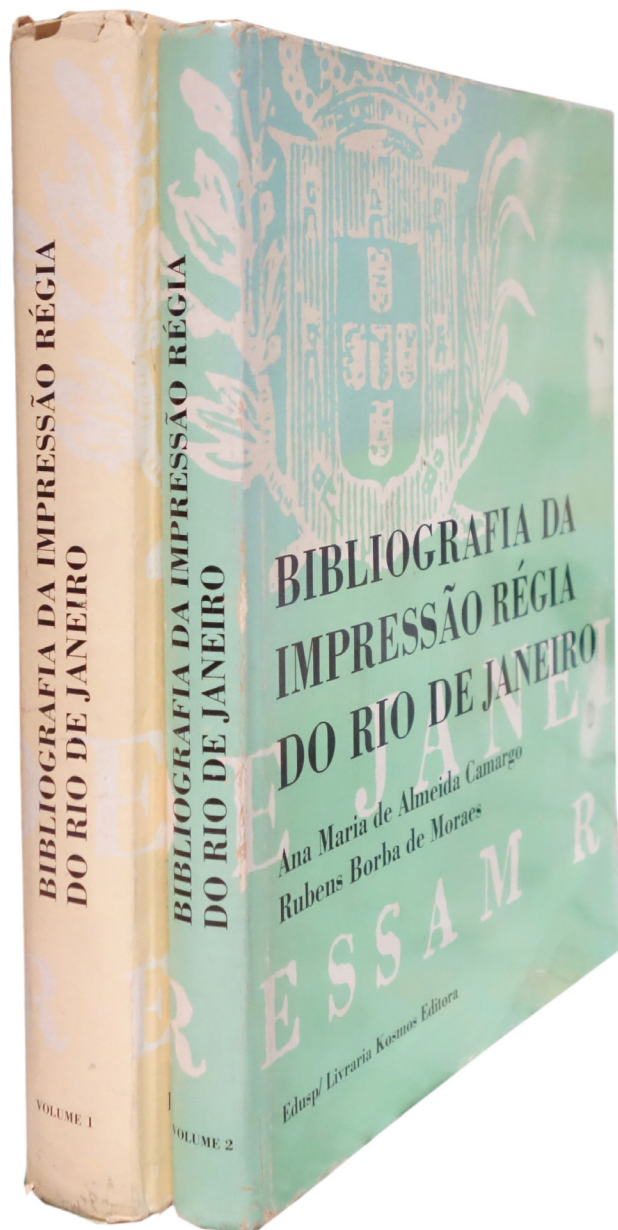 BIBLIOGRAFIA DA IMPRESSÃO RÉGIA
DO RIO DE JANEIRO
VOLUME 1
BIBLIOGRAFIA DA IMPRESSÃO RÉGIA
DO RIO DE JANEIRO
VOLUME 2
BIBLIOGRAFIA DA
IMPRESSÃO RÉGIA
DO RIO DE JANEIRO
Ana Maria de Almeida Camargo
Rubens Borba de Moraes
E JANEI
RESSAM R
Edusp/ Livraria Kosmos Editora